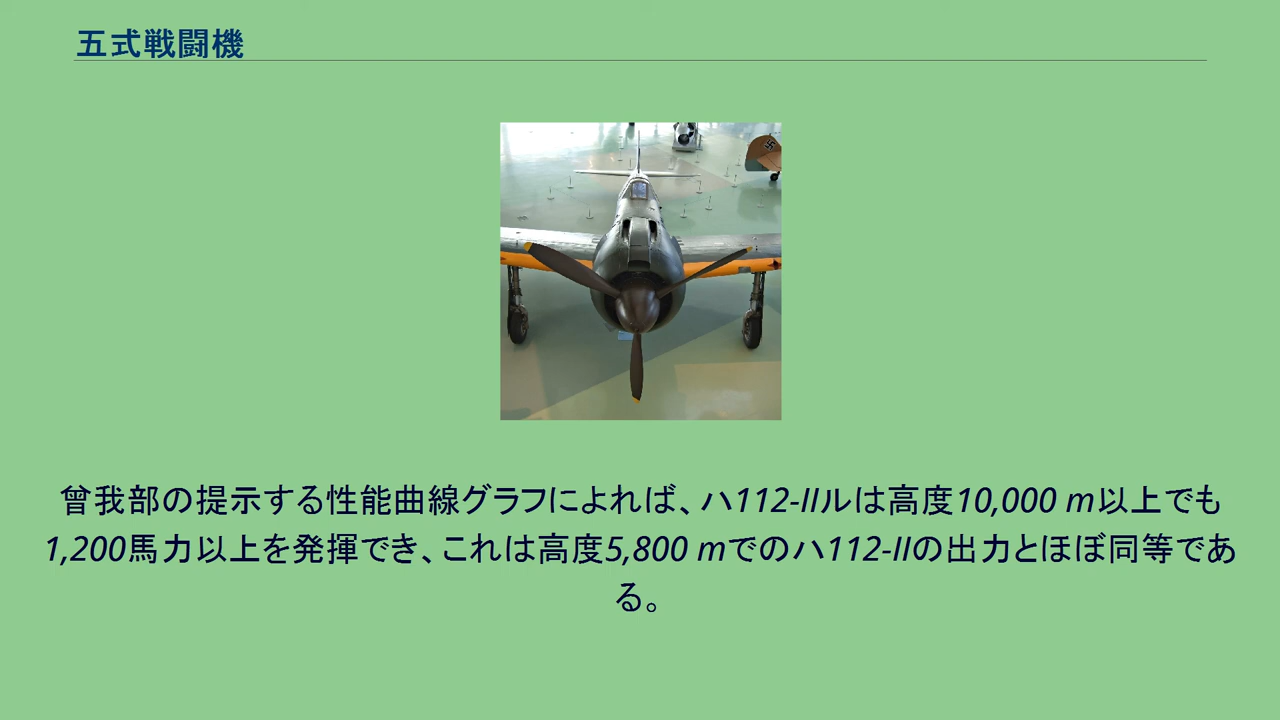 五式戦闘機
曾我部の提示する性能曲線グラフによれば、ハ112-IIルは高度10,000 m以上でも
1,200馬力以上を発揮でき、これは高度5,800 mでのハ112-IIの出力とほぼ同等であ
る。